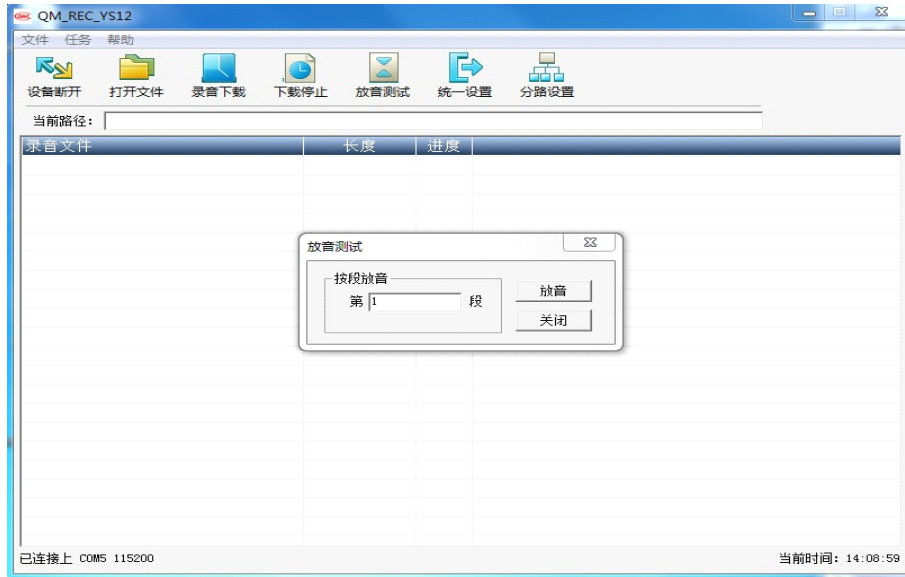 QM_REC_YS12
文件 任务 帮助
设备断开 打开文件 录音下载 下载停止 放音测试 统一设置 分路设置
当前路径:
录音文件 长度 进度
放音测试
按段放音
第 1 段
放音
关闭
已连接上 COM5 115200 当前时间: 14:08:59